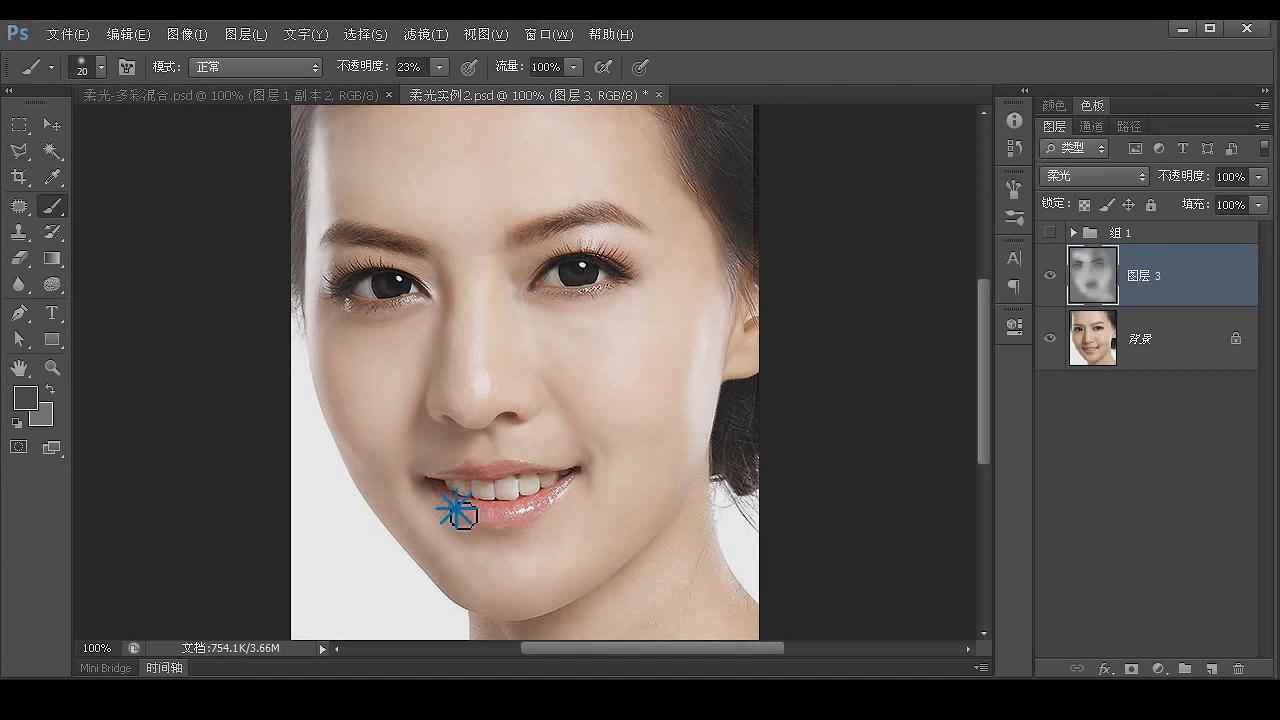 Ps 文件(F) 编辑(E) 图像(I) 图层(L) 文字(Y) 选择(S) 滤镜(T) 视图(V) 窗口(W) 帮助(H)
20 模式: 正常 不透明度: 23% 流量: 100%
柔光-多彩混合.psd @ 100% (图层 1 副本 2, RGB/8) × 柔光实例2.psd @ 100% (图层 3, RGB/8) * ×
颜色 色板
图层 通道 路径
类型
柔光 不透明度: 100%
锁定: 填充: 100%
组 1
图层 3
背景
100% 文档:754.1K/3.66M
Mini Bridge 时间轴